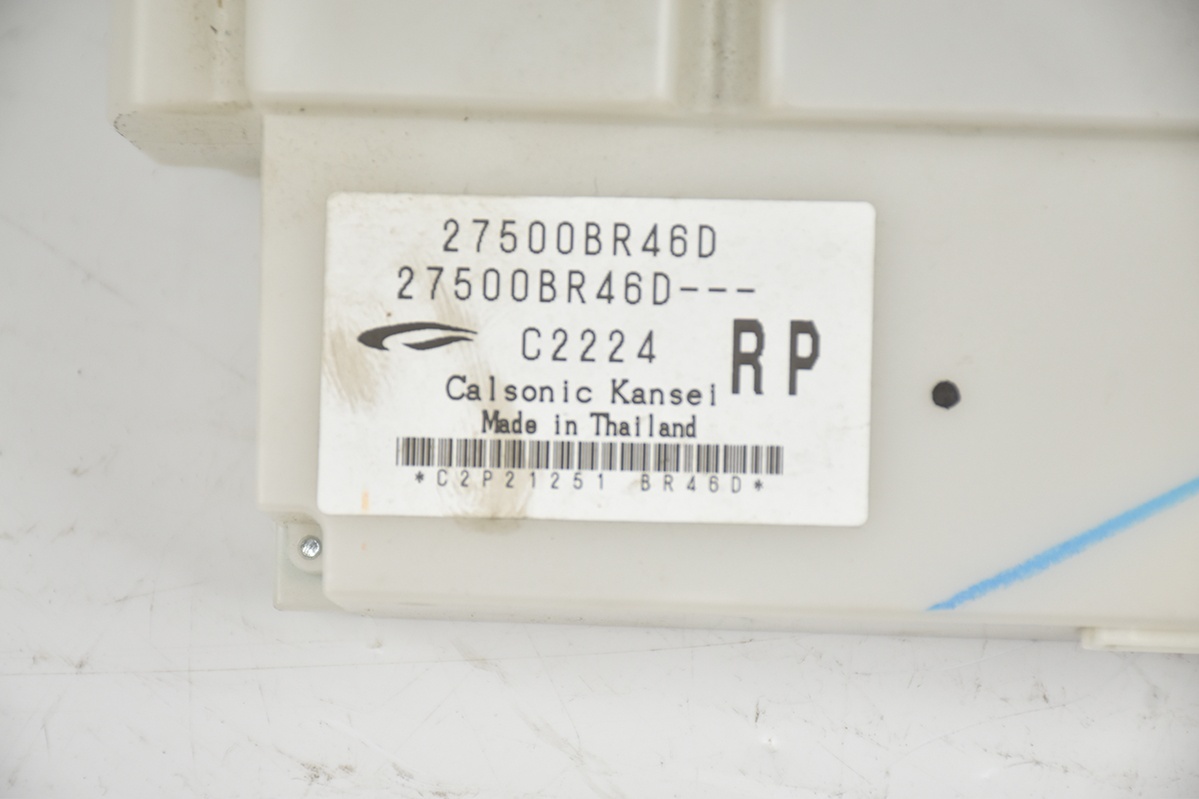 27500BR46D
27500BR46D---
C2224 RP
Calsonic Kansei
Made in Thailand
*C2P21251 BR46D*